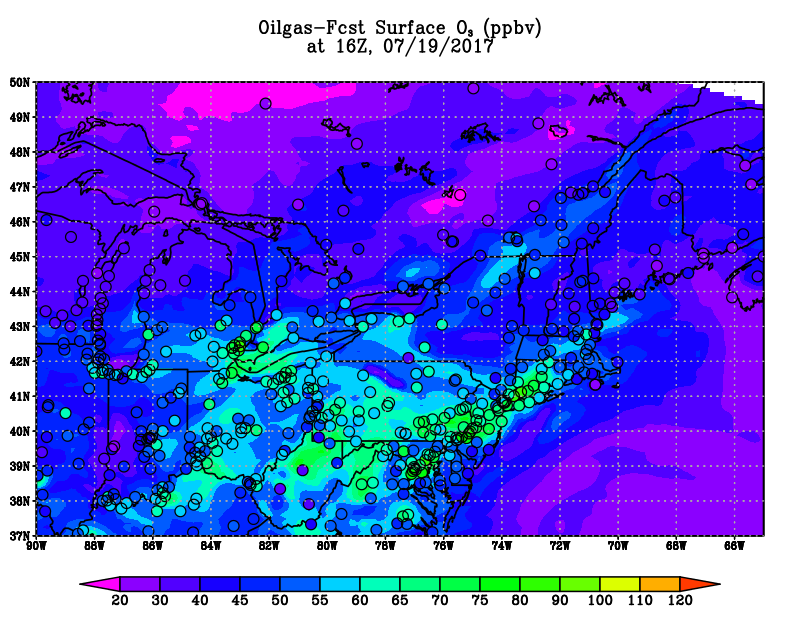 Oilgas-Fcst Surface O₃ (ppbv)
at 16Z, 07/19/2017
50N
49N
48N
47N
46N
45N
44N
43N
42N
41N
40N
39N
38N
37N
90W 88W 86W 84W 82W 80W 78W 76W 74W 72W 70W 68W 66W
20 30 40 45 50 55 60 65 70 75 80 90 100 110 120